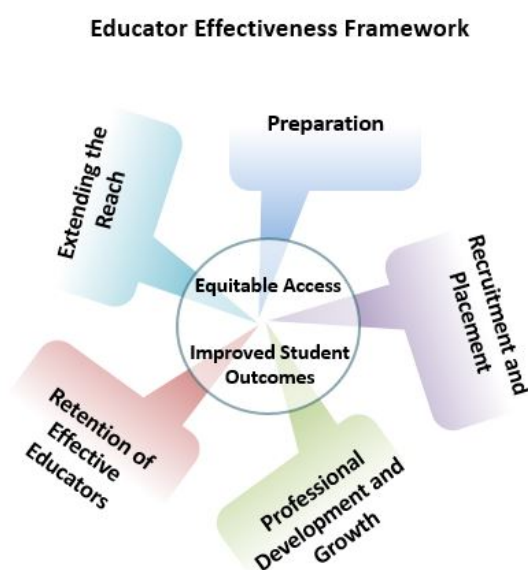 Educator Effectiveness Framework
Preparation
Recruitment and
Placement
Professional
Development and
Growth
Retention of
Effective
Educators
Extending the
Reach
Equitable Access
Improved Student
Outcomes